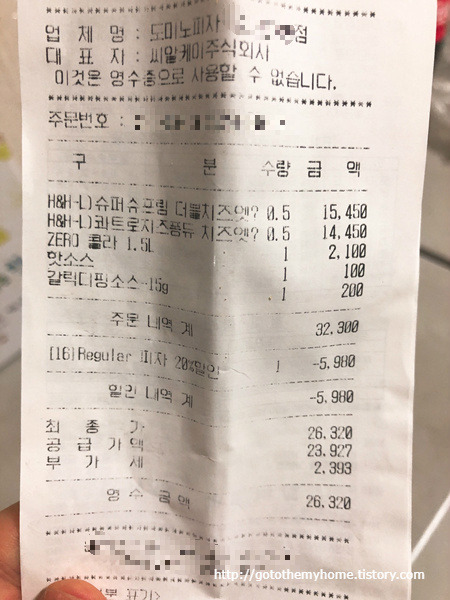 업 체 명 : 도미노피자 점
대 표 자 : 씨알케이주식회사
이것은 영수증으로 사용할 수 없습니다.
주문번호 :
구 분 수량 금 액
H&H-L)슈퍼슈프림 더블치즈엣? 0.5 15,450
H&H-L)콰트로치즈퐁듀 치즈엣? 0.5 14,450
ZERO 콜라 1.5L 1 2,100
핫소스 1 100
갈릭디핑소스-15g 1 200
주문 내역 계 32,300
[16]Regular 피자 20%할인 1 -5,980
할인 내역 계 -5,980
최 종 가 26,320
공 급 가 액 23,927
부 가 세 2,393
영 수 금 액 26,320
http://gotothemyhome.tistory.com
표기>